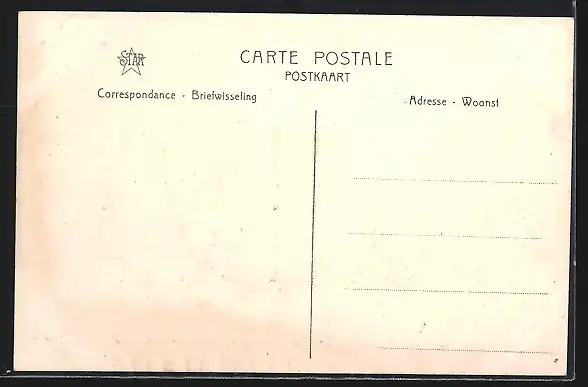 STAR
CARTE POSTALE
POSTKAART
Correspondance - Briefwisseling
Adresse - Woonst